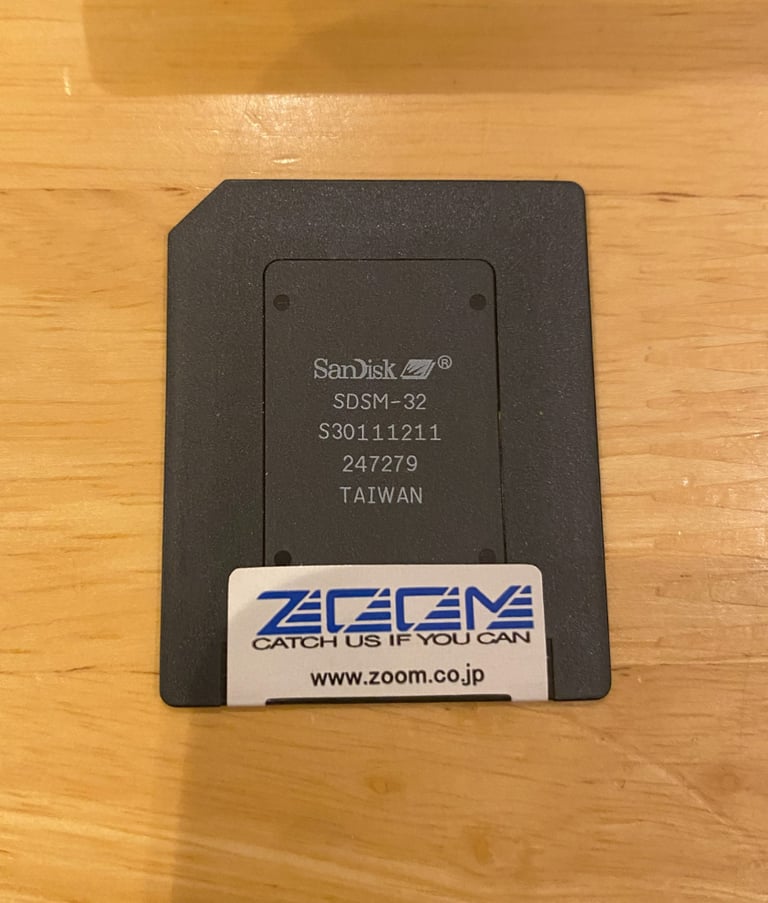 SanDisk ®
SDSM-32
S30111211
247279
TAIWAN
ZOOM
CATCH US IF YOU CAN
www.zoom.co.jp